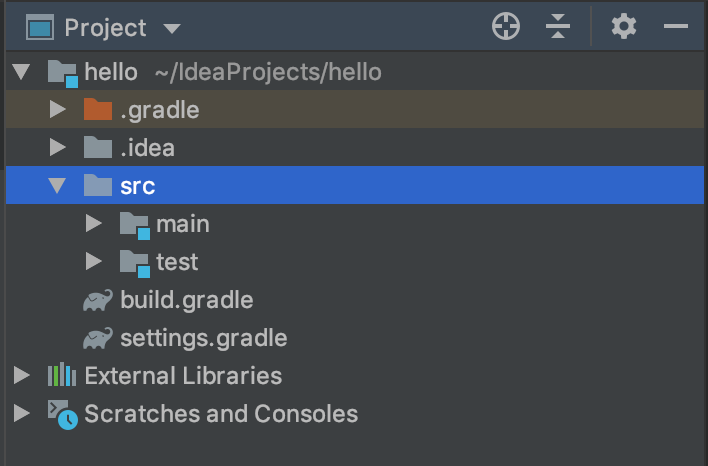 Project
hello ~/IdeaProjects/hello
.gradle
.idea
src
main
test
build.gradle
settings.gradle
External Libraries
Scratches and Consoles